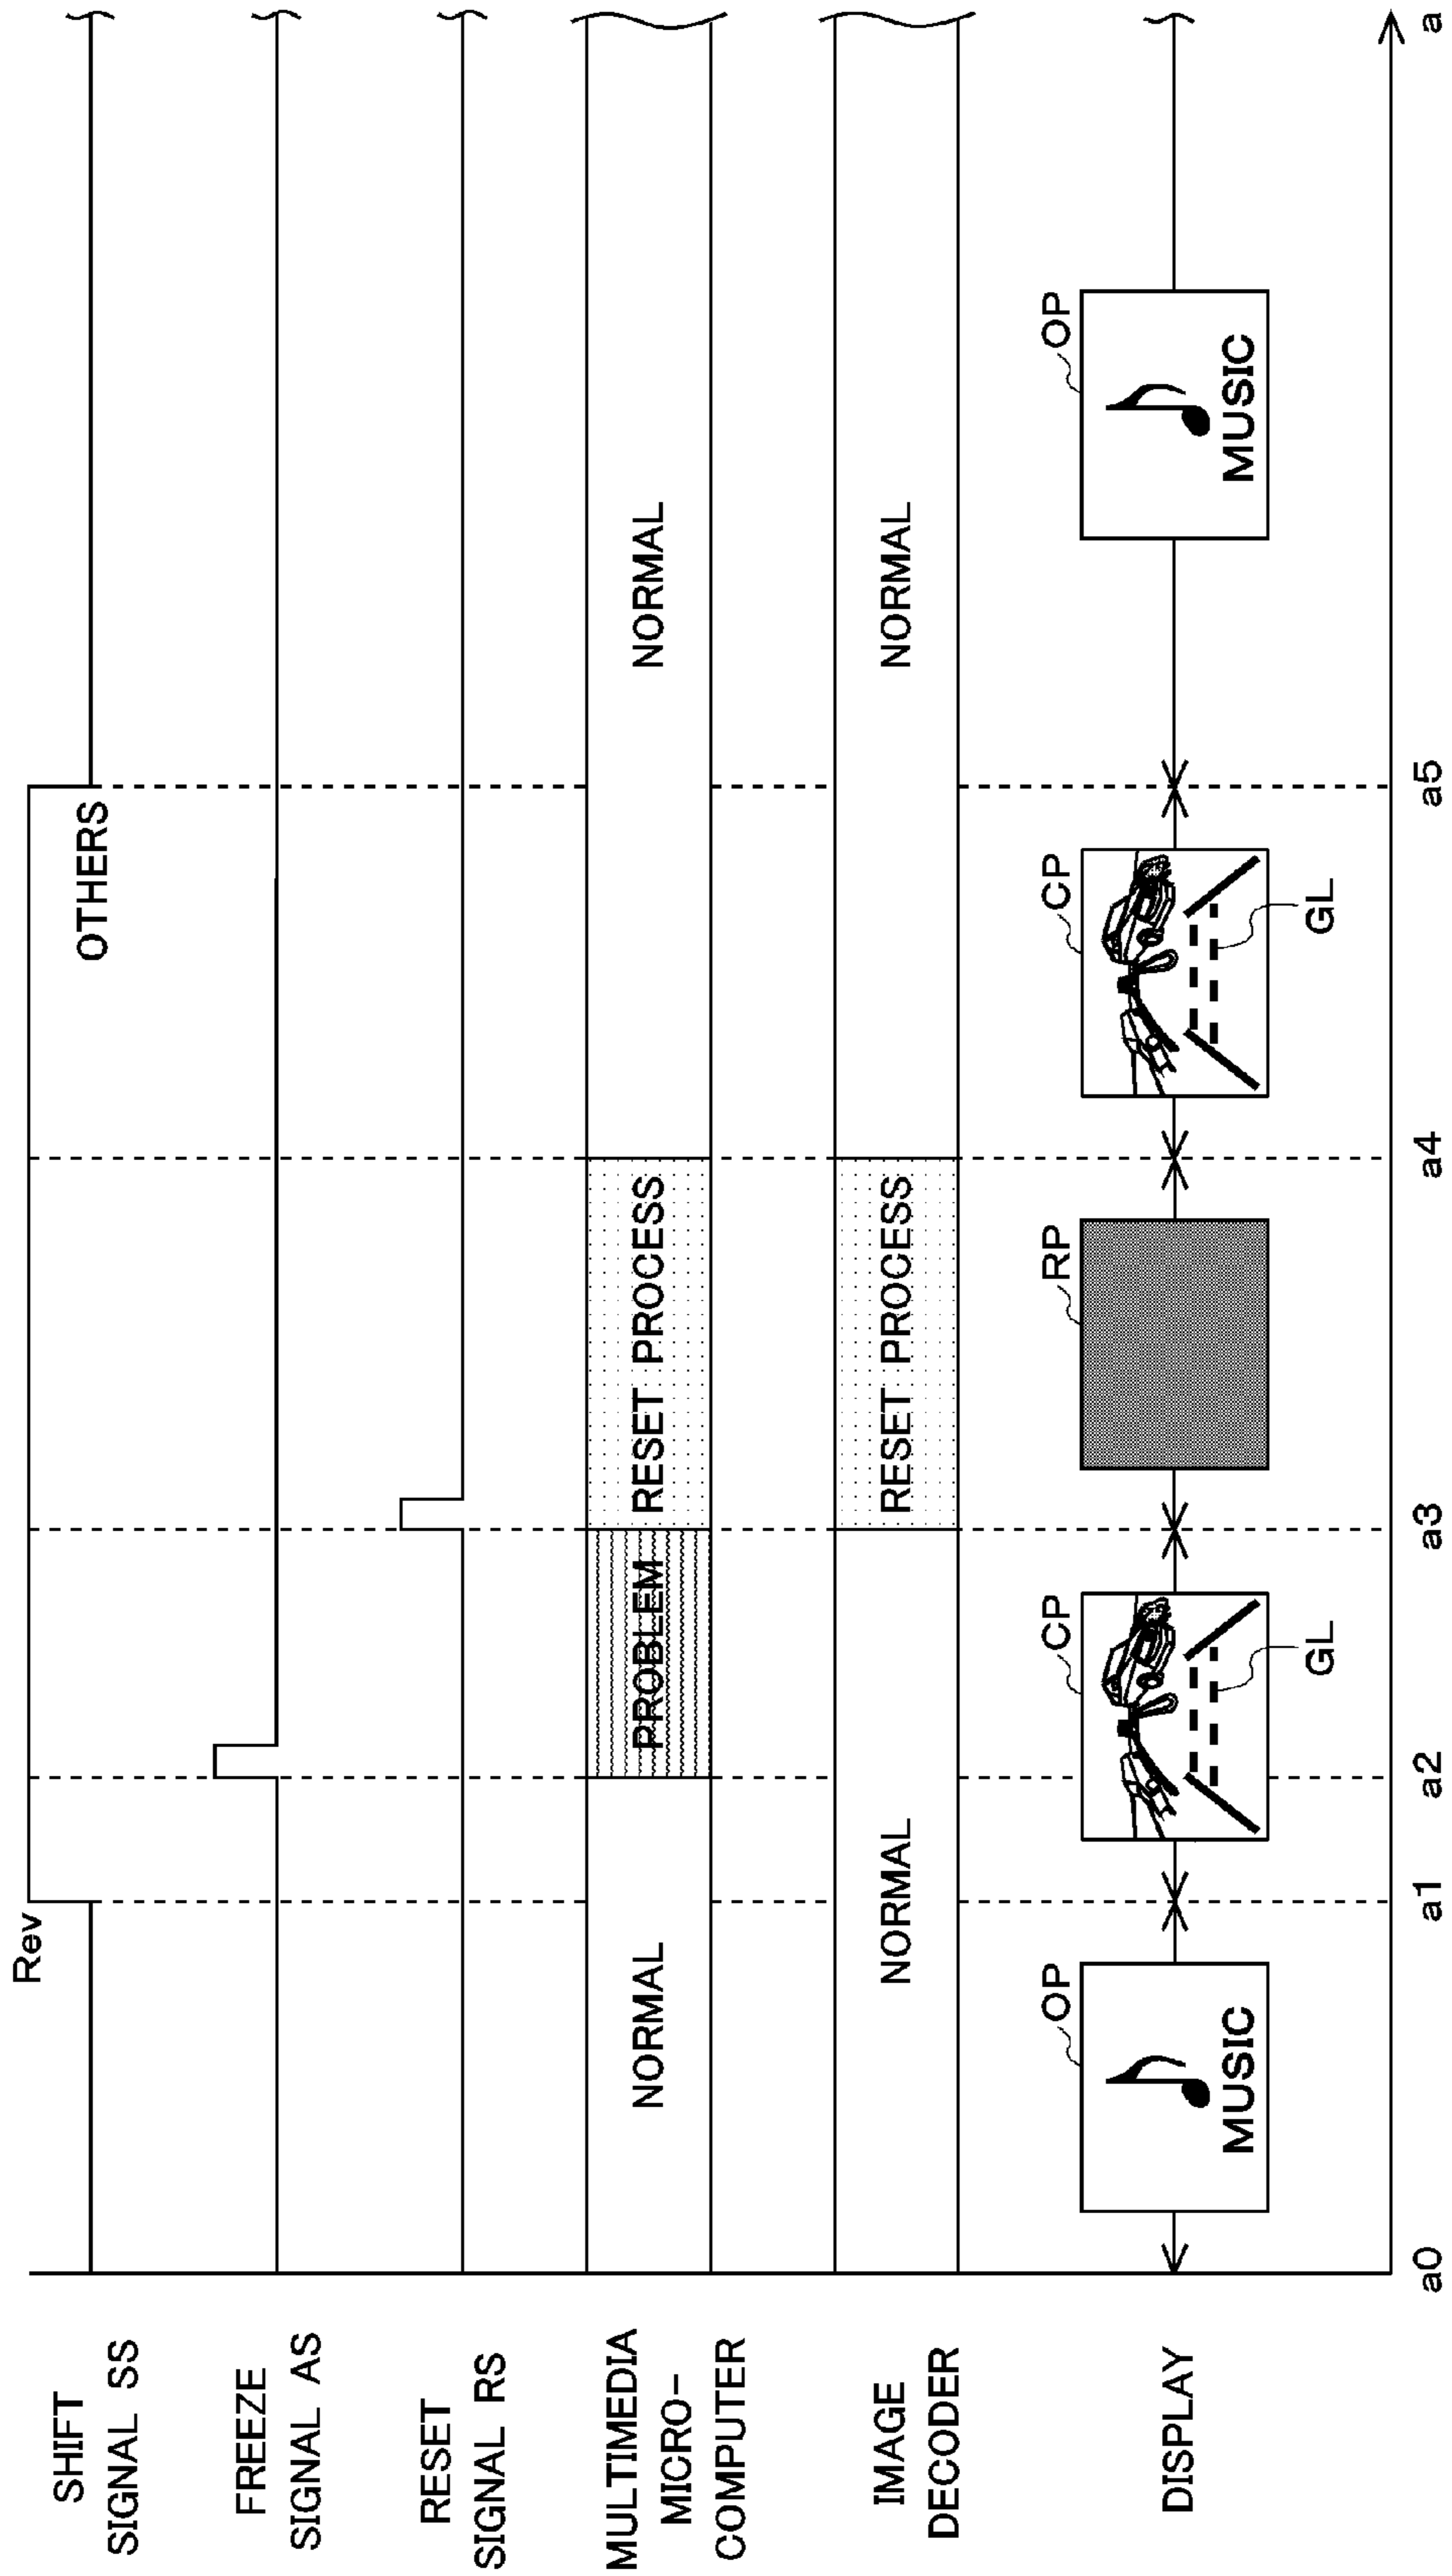 SHIFT
SIGNAL SS
Rev
OTHERS
FREEZE
SIGNAL AS
RESET
SIGNAL RS
MULTIMEDIA
MICRO-
COMPUTER
NORMAL
PROBLEM
RESET PROCESS
NORMAL
IMAGE
DECODER
NORMAL
RESET PROCESS
NORMAL
DISPLAY
OP
MUSIC
CP
GL
RP
CP
GL
OP
MUSIC
a0
a1
a2
a3
a4
a5
a